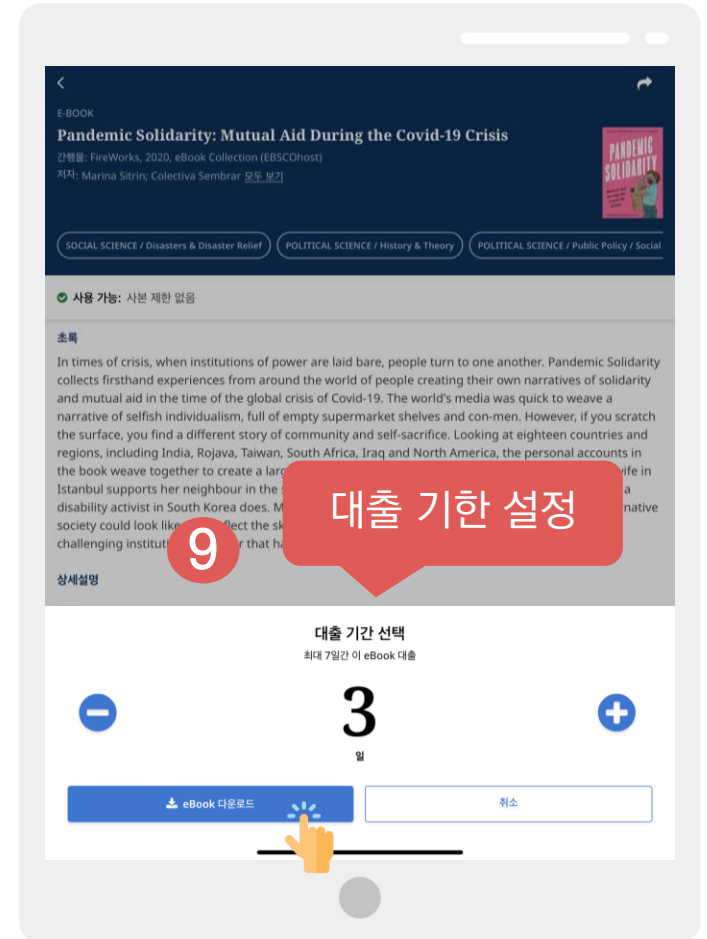 E-BOOK
Pandemic Solidarity: Mutual Aid During the Covid-19 Crisis
간행물: FireWorks, 2020, eBook Collection (EBSCOhost)
저자: Marina Sitrin; Colectiva Sembrar 모두 보기
PANDEMIC
SOLIDARITY
SOCIAL SCIENCE / Disasters & Disaster Relief
POLITICAL SCIENCE / History & Theory
POLITICAL SCIENCE / Public Policy / Social
사용 가능: 사본 제한 없음
초록
In times of crisis, when institutions of power are laid bare, people turn to one another. Pandemic Solidarity
collects firsthand experiences from around the world of people creating their own narratives of solidarity
and mutual aid in the time of the global crisis of Covid-19. The world's media was quick to weave a
narrative of selfish individualism, full of empty supermarket shelves and con-men. However, if you scratch
the surface, you find a different story of community and self-sacrifice. Looking at eighteen countries and
regions, including India, Rojava, Taiwan, South Africa, Iraq and North America, the personal accounts in
the book weave together to create a
Istanbul supports her neighbour in the a
disability activist in South Korea does. native
society could look the
challenging that
대출 기한 설정
9
상세설명
대출 기간 선택
최대 7일간 이 eBook 대출
3
일
eBook 다운로드
취소